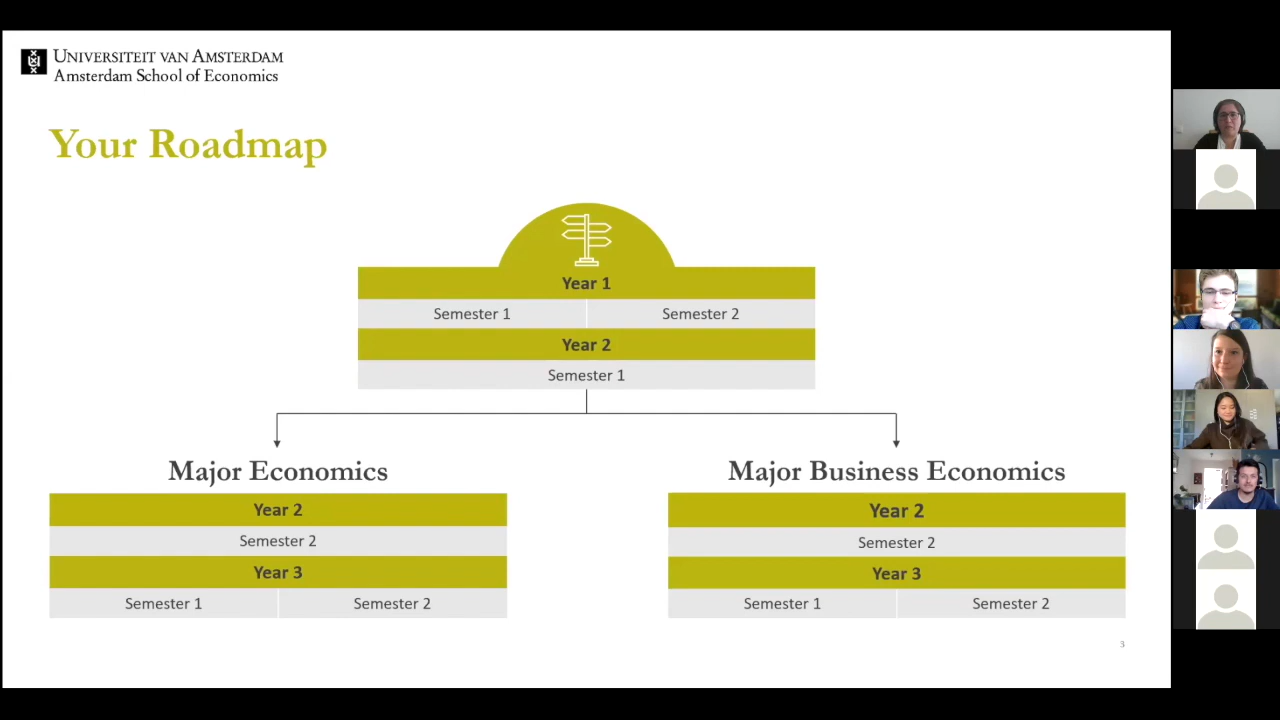 UNIVERSITEIT VAN AMSTERDAM
Amsterdam School of Economics
Your Roadmap
Year 1
Semester 1 Semester 2
Year 2
Semester 1
Major Economics
Year 2
Semester 2
Year 3
Semester 1 Semester 2
Major Business Economics
Year 2
Semester 2
Year 3
Semester 1 Semester 2
3